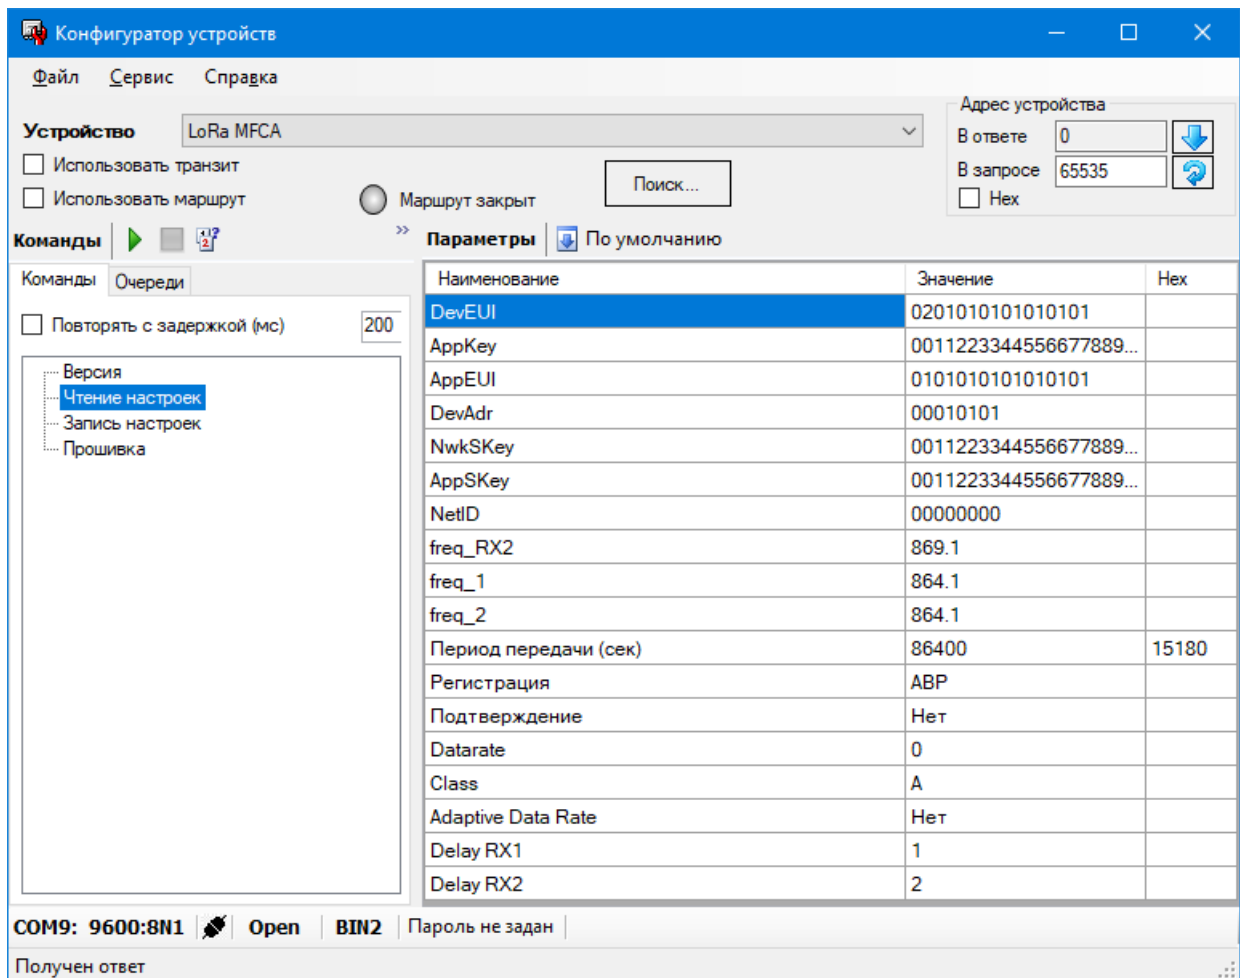 Конфигуратор устройств
Файл Сервис Справка
Адрес устройства
Устройство LoRa MFCA
В ответе 0
Использовать транзит
В запросе 65535
Использовать маршрут Маршрут закрыт Поиск...
Hex
Команды Параметры По умолчанию
Команды Очереди
Повторять с задержкой (мс) 200
Версия
Чтение настроек
Запись настроек
Прошивка
Наименование Значение Hex
DevEUI 0201010101010101
AppKey 0011223344556677889...
AppEUI 0101010101010101
DevAdr 00010101
NwkSKey 0011223344556677889...
AppSKey 0011223344556677889...
NetID 00000000
freq_RX2 869.1
freq_1 864.1
freq_2 864.1
Период передачи (сек) 86400 15180
Регистрация ABP
Подтверждение Нет
Datarate 0
Class A
Adaptive Data Rate Нет
Delay RX1 1
Delay RX2 2
COM9: 9600:8N1 Open BIN2 Пароль не задан
Получен ответ